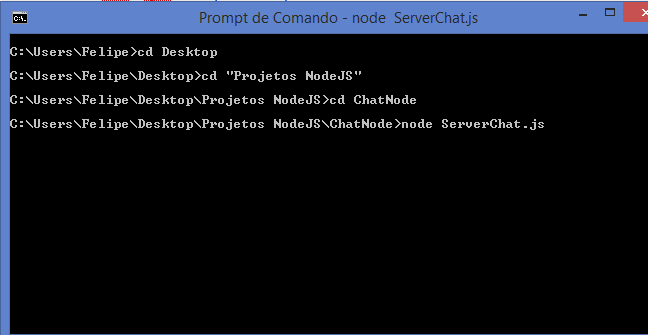 Prompt de Comando - node  ServerChat.js
C:\Users\Felipe>cd Desktop
C:\Users\Felipe\Desktop>cd "Projetos NodeJS"
C:\Users\Felipe\Desktop\Projetos NodeJS>cd ChatNode
C:\Users\Felipe\Desktop\Projetos NodeJS\ChatNode>node ServerChat.js